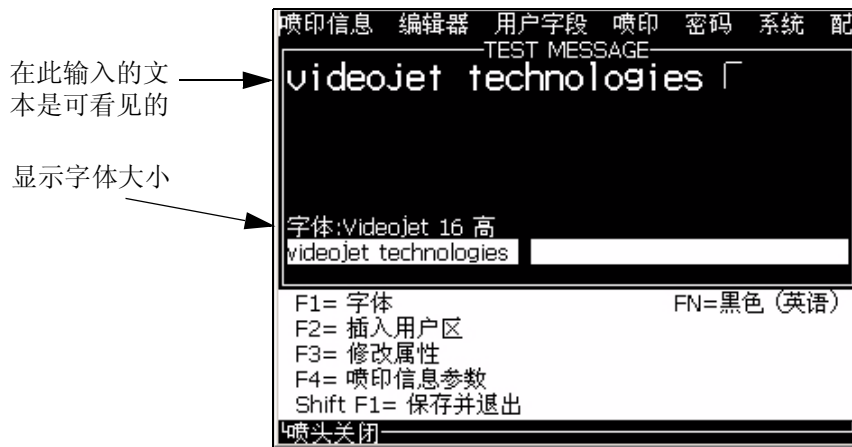 喷印信息 编辑器 用户字段 喷印 密码 系统 配
TEST MESSAGE
在此输入的文
本是可看见的
videojet technologies
显示字体大小
字体:Videojet 16 高
videojet technologies
F1= 字体 FN=黑色 (英语)
F2= 插入用户区
F3= 修改属性
F4= 喷印信息参数
Shift F1= 保存并退出
喷头关闭